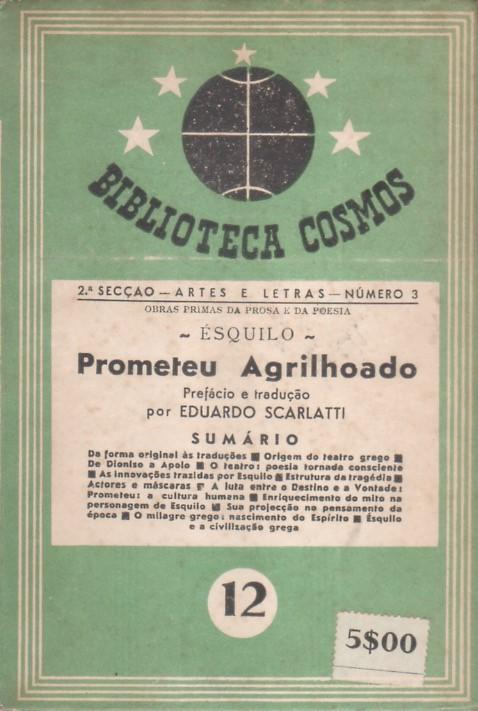 BIBLIOTECA COSMOS
2.ª SECÇÃO — ARTES E LETRAS — NÚMERO 3
OBRAS PRIMAS DA PROSA E DA POESIA
~ ÉSQUILO ~
Prometeu Agrilhoado
Prefácio e tradução
por EDUARDO SCARLATTI
SUMÁRIO
Da forma original às traduções ■ Origem do teatro grego ■
De Dioniso a Apolo ■ O teatro: poesia tornada consciente
■ As innovações trazidas por Esquilo ■ Estrutura da tragédia ■
Actores e máscaras ■ A luta entre o Destino e a Vontade:
Prometeu: a cultura humana ■ Enriquecimento do mito na
personagem de Esquilo ■ Sua projecção no pensamento da
época ■ O milagre grego: nascimento do Espírito ■ Ésquilo
e a civilização grega
12
5$00